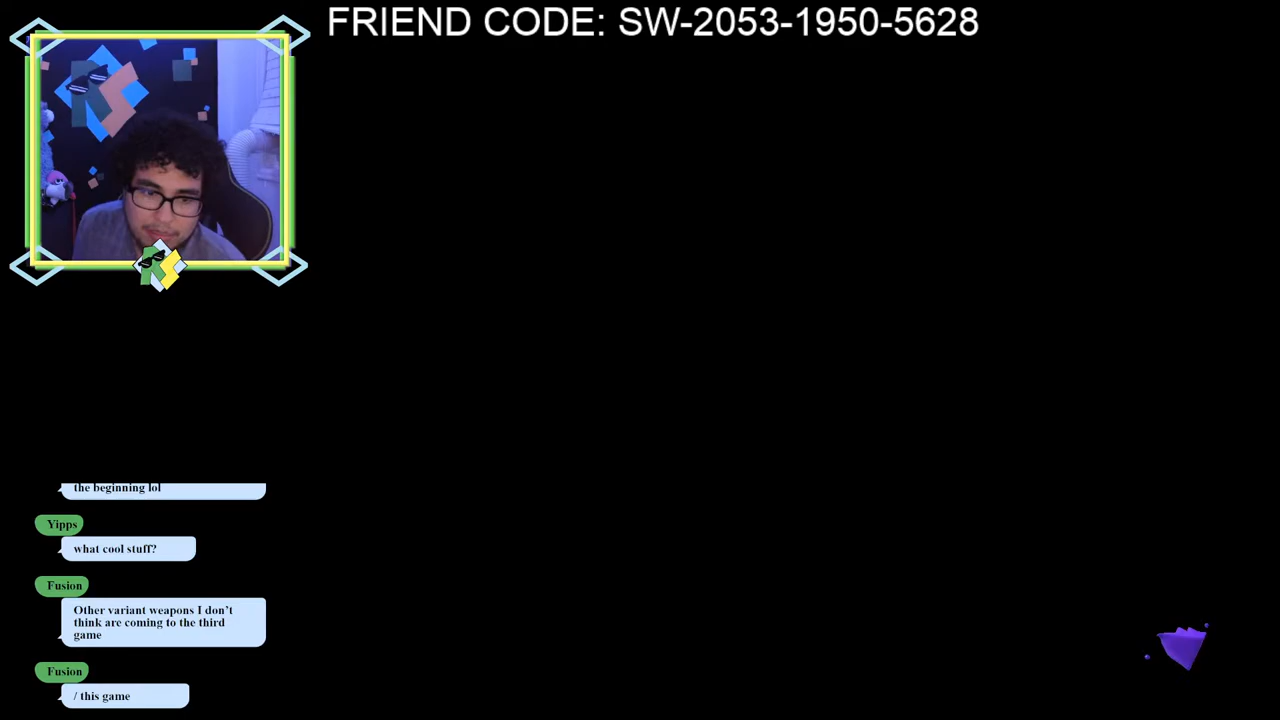 FRIEND CODE: SW-2053-1950-5628
the beginning lol
Yipps
what cool stuff?
Fusion
Other variant weapons I don't
think are coming to the third
game
Fusion
/ this game